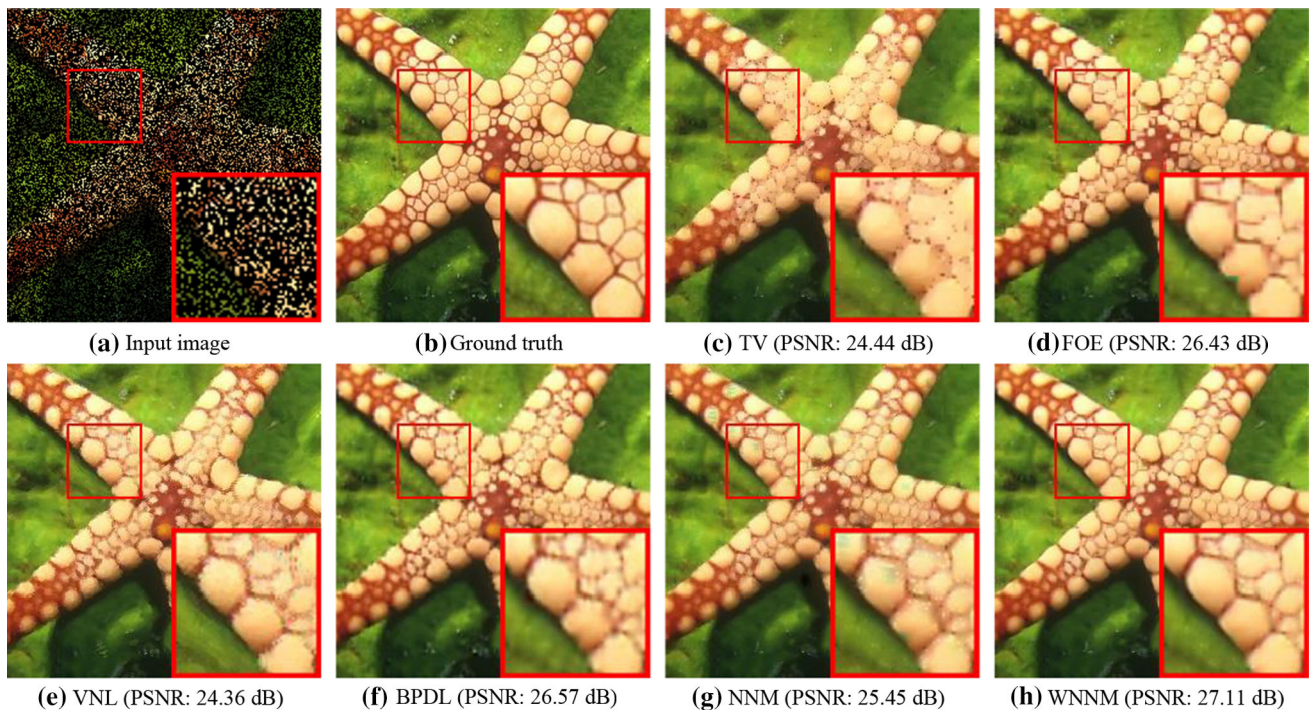 (a) Input image
(b) Ground truth
(c) TV (PSNR: 24.44 dB)
(d) FOE (PSNR: 26.43 dB)
(e) VNL (PSNR: 24.36 dB)
(f) BPDL (PSNR: 26.57 dB)
(g) NNM (PSNR: 25.45 dB)
(h) WNNM (PSNR: 27.11 dB)